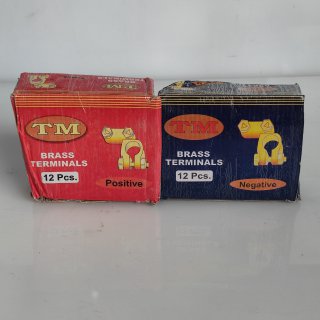 TM
BRASS
TERMINALS
12 Pcs.
Positive
TM
BRASS
TERMINALS
12 Pcs.
Negative